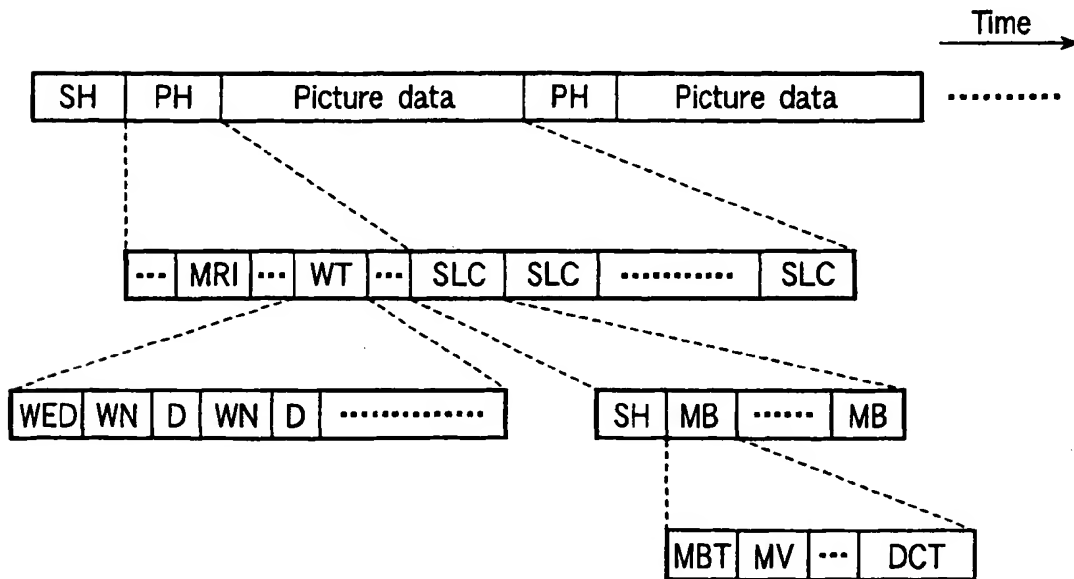 Time
SH PH Picture data PH Picture data ............
... MRI ... WT ... SLC SLC ............ SLC
WED WN D WN D ...............
SH MB ...... MB
MBT MV ... DCT